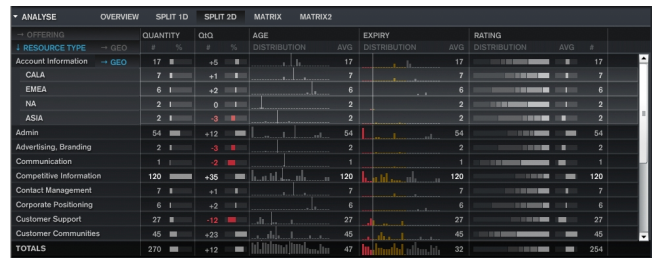 ▾ ANALYSE OVERVIEW SPLIT 1D SPLIT 2D MATRIX MATRIX2
→ OFFERING QUANTITY QtQ AGE EXPIRY RATING
↓ RESOURCE TYPE → GEO # % # % DISTRIBUTION AVG DISTRIBUTION AVG DISTRIBUTION AVG #
Account Information → GEO 17 +5 17 17 17
CALA 7 +1 7 7 7
EMEA 6 +2 6 6 6
NA 2 0 2 2 2
ASIA 2 -3 2 2 2
Admin 54 +12 54 54 54
Advertising, Branding 2 -3 2 2 2
Communication 1 -2 1 1 1
Competitive Information 120 +35 120 120 120
Contact Management 7 +1 7 7 7
Corporate Positioning 6 +2 6 6 6
Customer Support 27 -12 27 27 27
Customer Communities 45 +23 45 45 45
TOTALS 270 +12 47 32 254